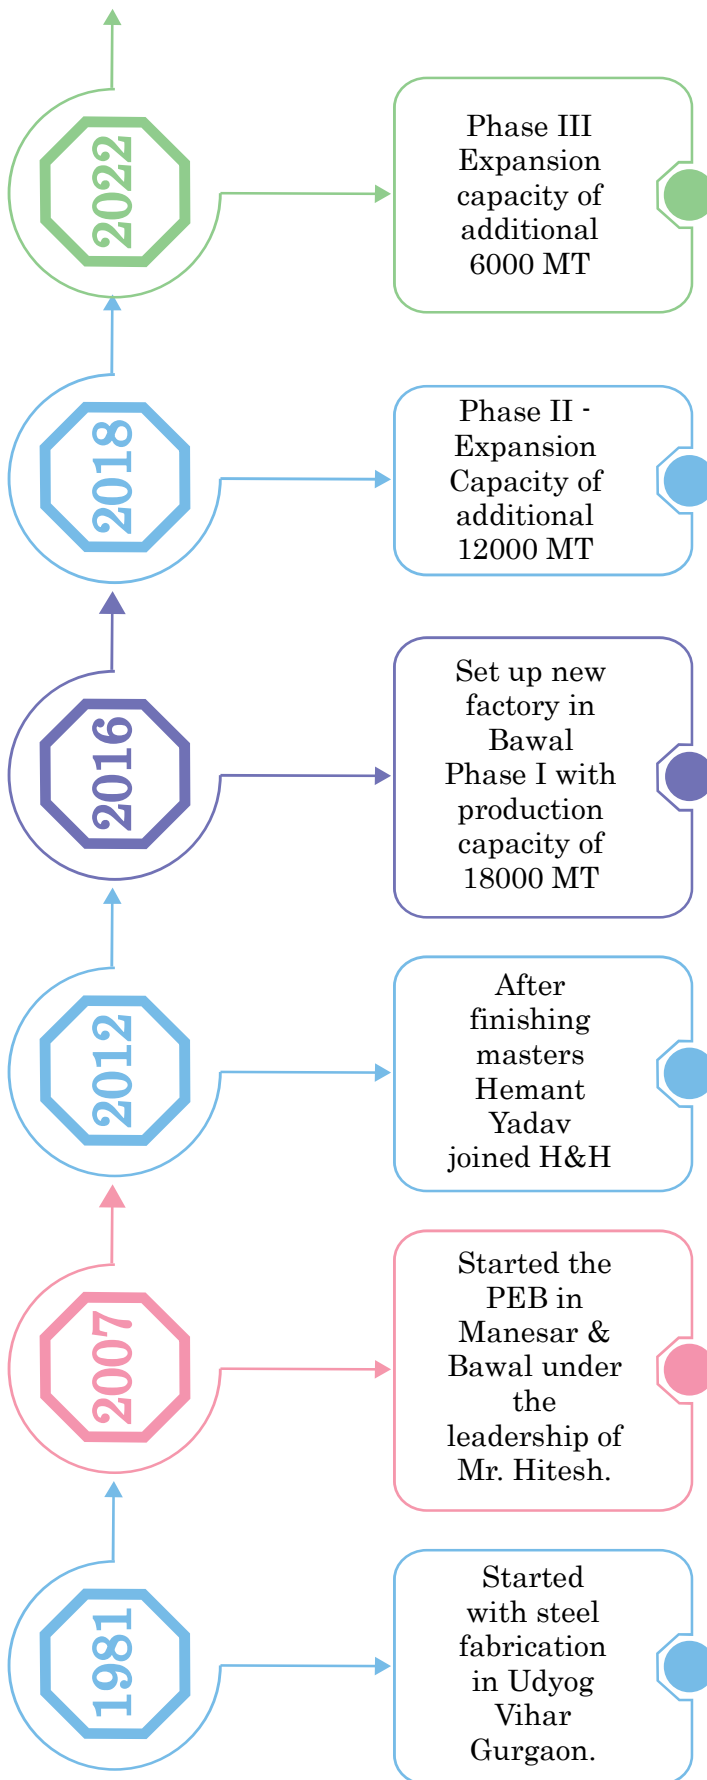 2022
Phase III
Expansion
capacity of
additional
6000 MT
2018
Phase II -
Expansion
Capacity of
additional
12000 MT
2016
Set up new
factory in
Bawal
Phase I with
production
capacity of
18000 MT
2012
After
finishing
masters
Hemant
Yadav
joined H&H
2007
Started the
PEB in
Manesar &
Bawal under
the
leadership of
Mr. Hitesh.
1981
Started
with steel
fabrication
in Udyog
Vihar
Gurgaon.